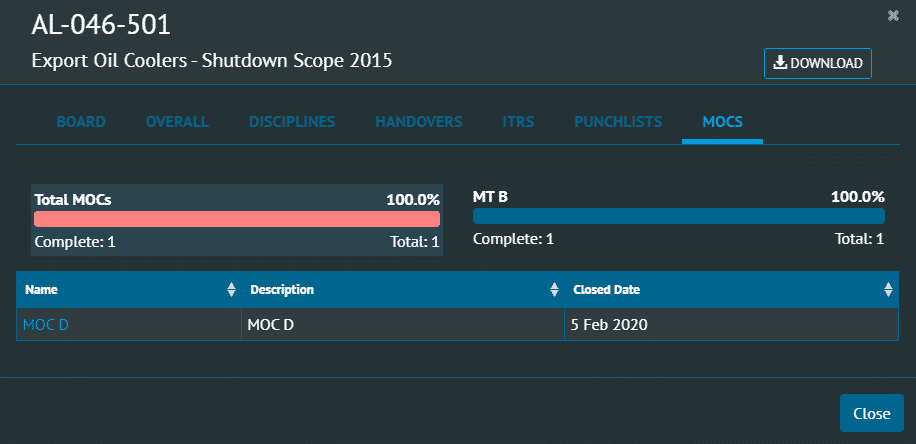 AL-046-501
Export Oil Coolers - Shutdown Scope 2015
DOWNLOAD
BOARD OVERALL DISCIPLINES HANDOVERS ITRS PUNCHLISTS MOCS
Total MOCs 100.0%
Complete: 1 Total: 1
MT B 100.0%
Complete: 1 Total: 1
Name Description Closed Date
MOC D MOC D 5 Feb 2020
Close